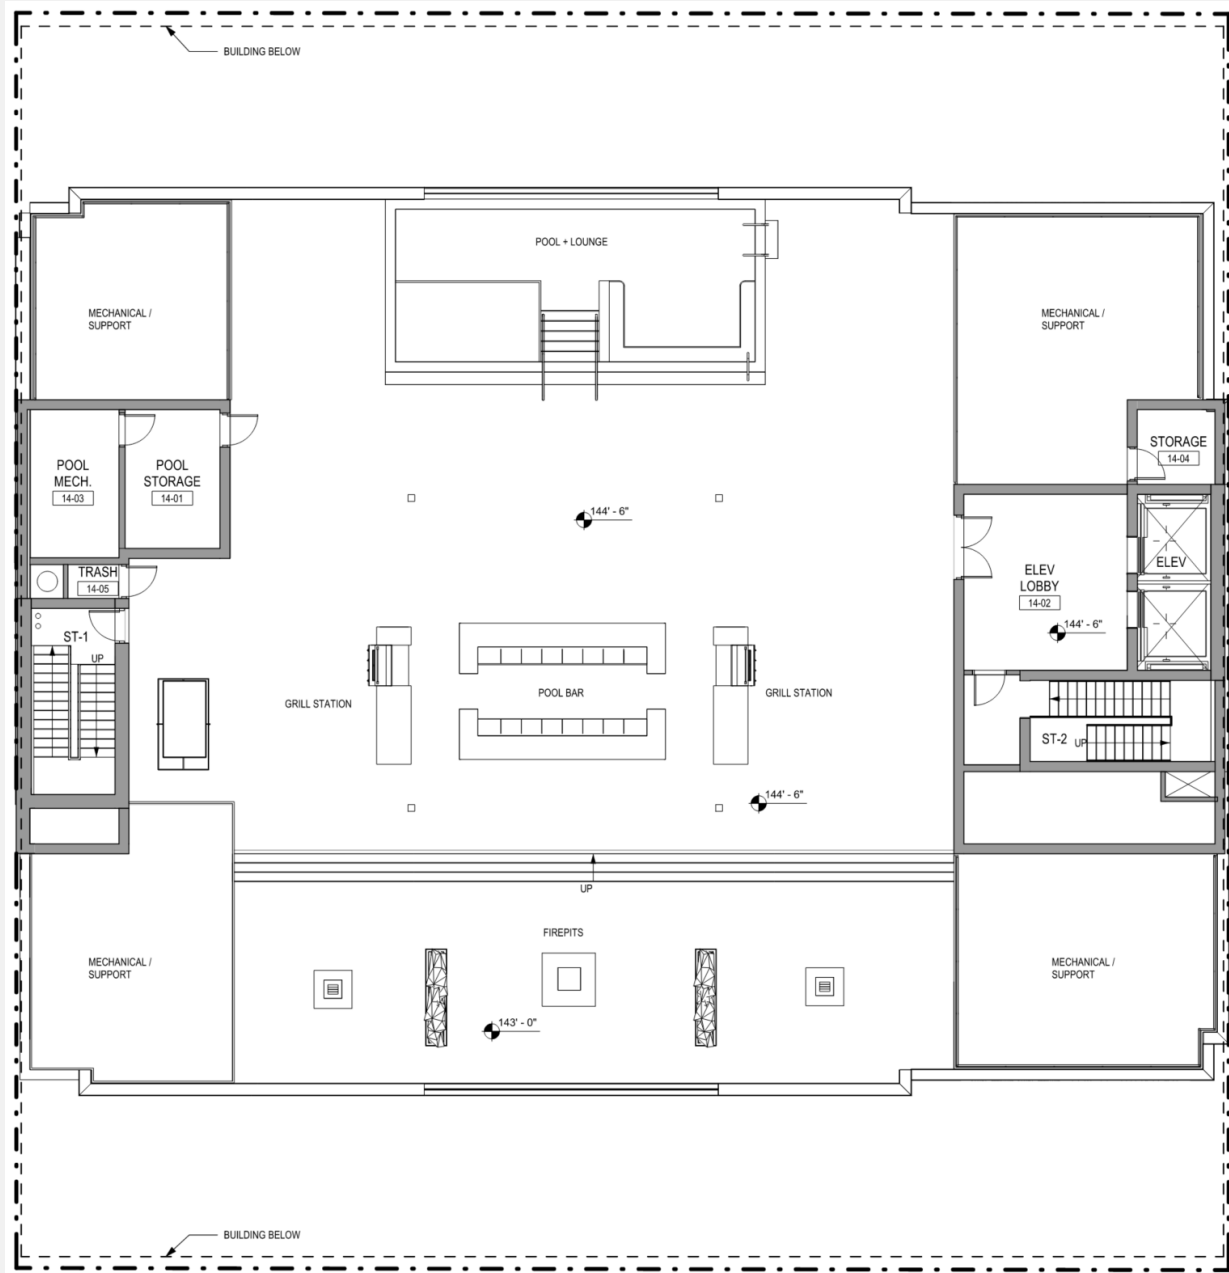 BUILDING BELOW
POOL + LOUNGE
MECHANICAL /
SUPPORT
MECHANICAL /
SUPPORT
POOL
MECH.
14-03
POOL
STORAGE
14-01
STORAGE
14-04
144' - 6"
ELEV
ELEV
LOBBY
14-02
144' - 6"
TRASH
14-05
ST-1
UP
GRILL STATION
POOL BAR
GRILL STATION
ST-2
UP
144' - 6"
UP
FIREPITS
MECHANICAL /
SUPPORT
MECHANICAL /
SUPPORT
143' - 0"
BUILDING BELOW